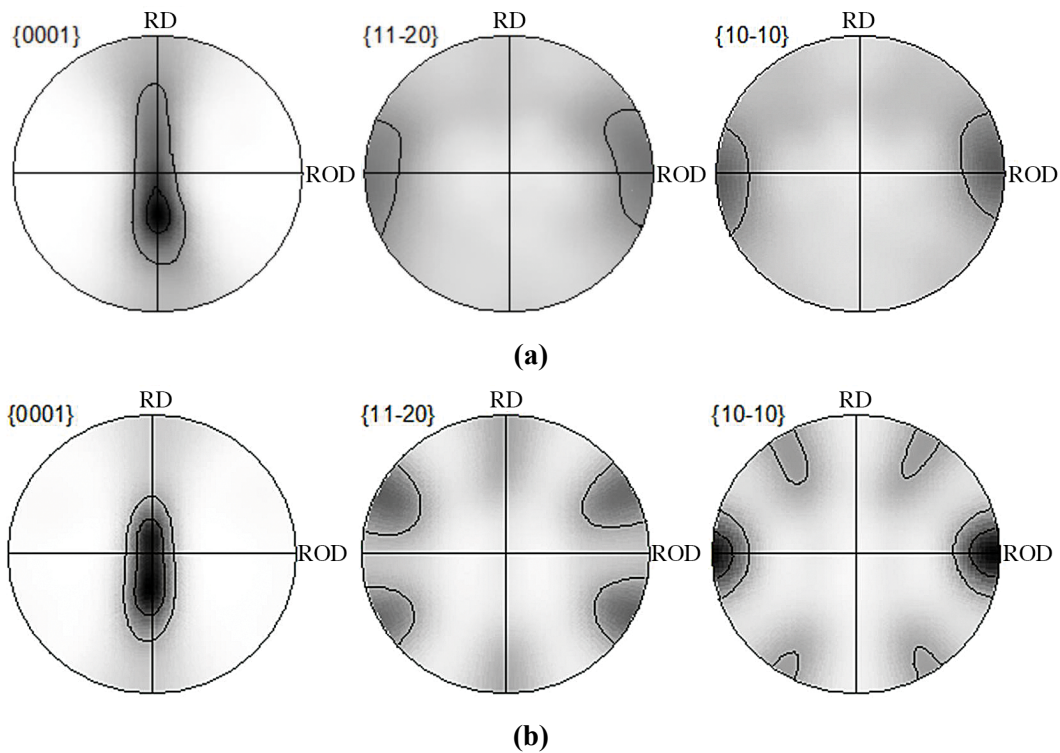 RD RD RD
{0001} {11-20} {10-10}
ROD ROD ROD
(a)
RD RD RD
{0001} {11-20} {10-10}
ROD ROD ROD
(b)